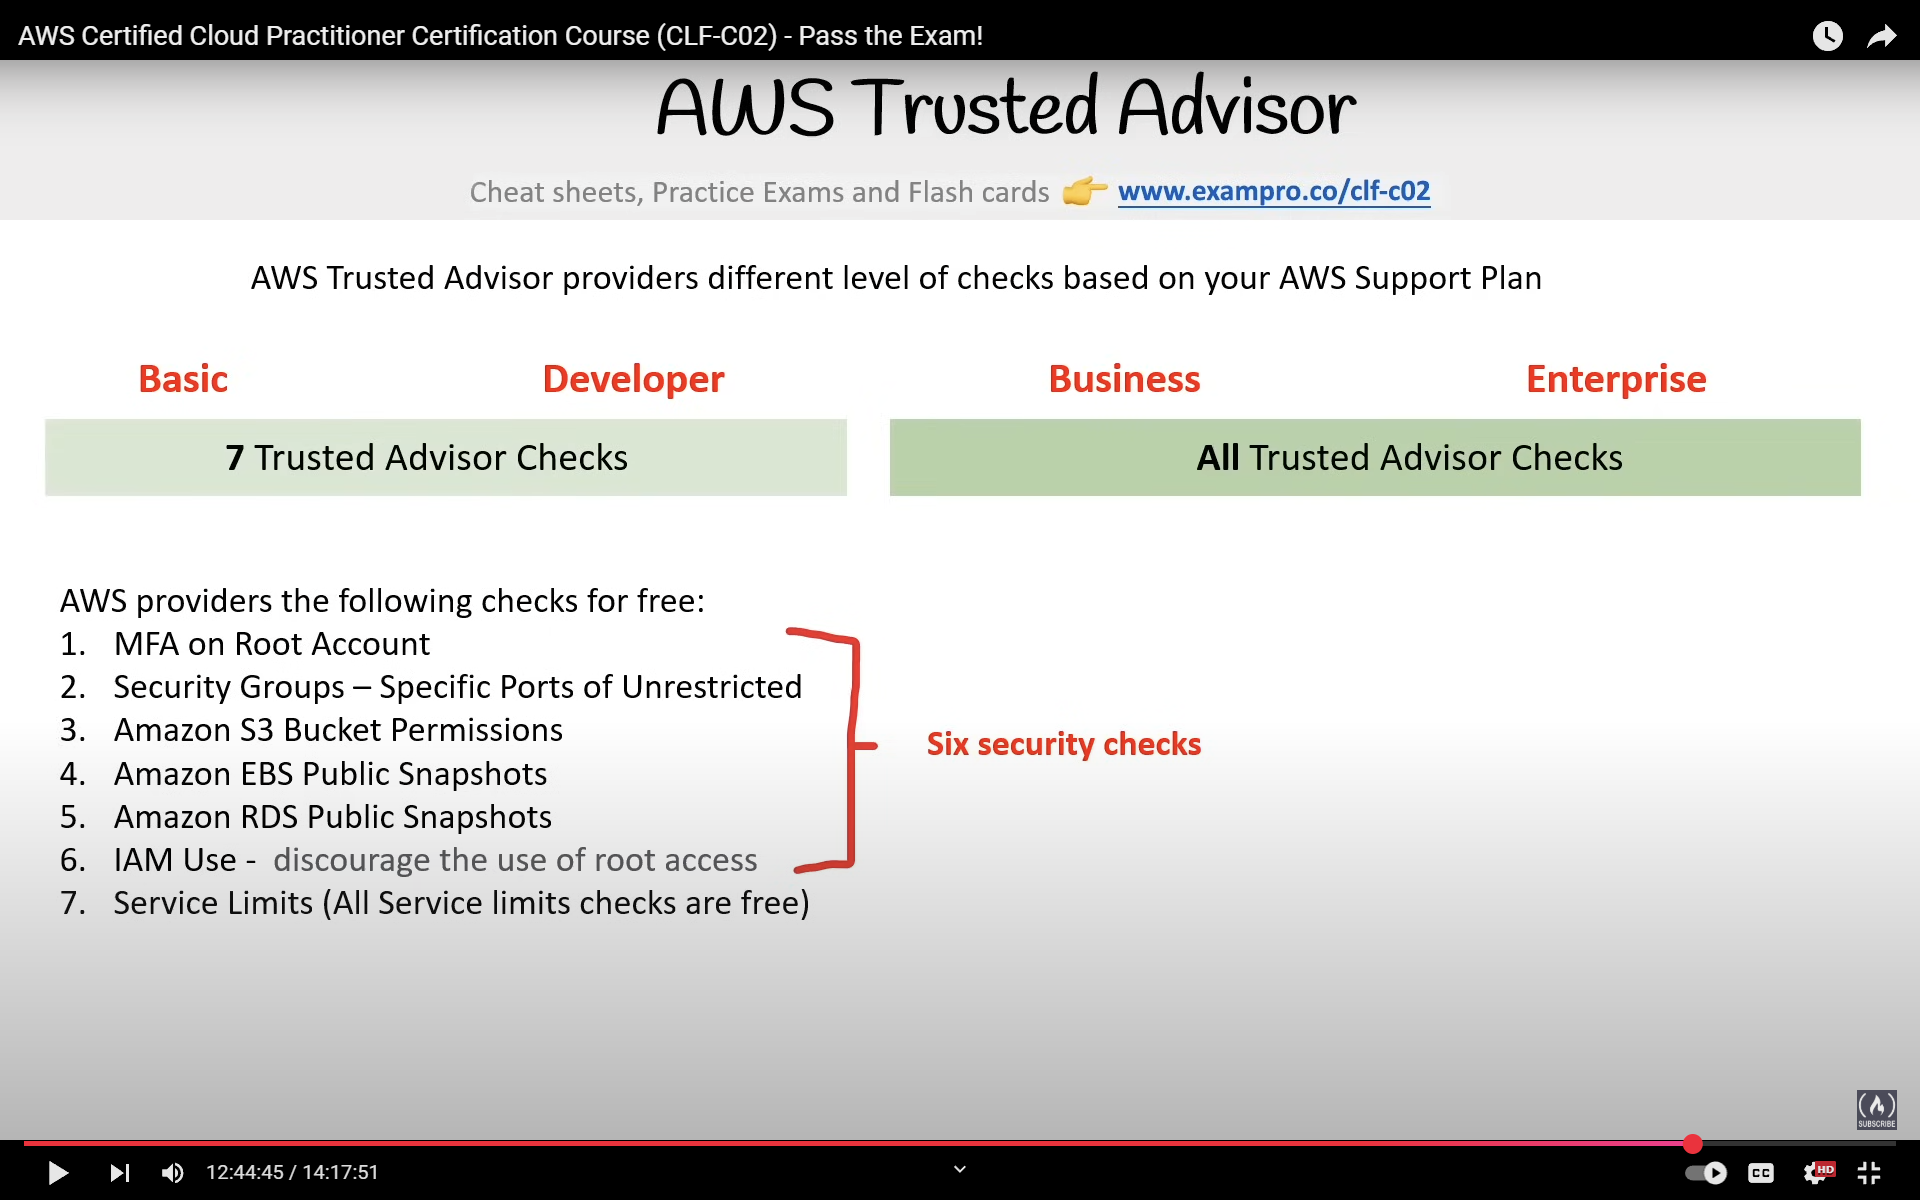 AWS Certified Cloud Practitioner Certification Course (CLF-C02) - Pass the Exam!
AWS Trusted Advisor
Cheat sheets, Practice Exams and Flash cards 👉 www.exampro.co/clf-c02
AWS Trusted Advisor providers different level of checks based on your AWS Support Plan
Basic Developer Business Enterprise
7 Trusted Advisor Checks All Trusted Advisor Checks
AWS providers the following checks for free:
1. MFA on Root Account
2. Security Groups – Specific Ports of Unrestricted
3. Amazon S3 Bucket Permissions
Six security checks
4. Amazon EBS Public Snapshots
5. Amazon RDS Public Snapshots
6. IAM Use - discourage the use of root access
7. Service Limits (All Service limits checks are free)
SUBSCRIBE
12:44:45 / 14:17:51
CC
HD